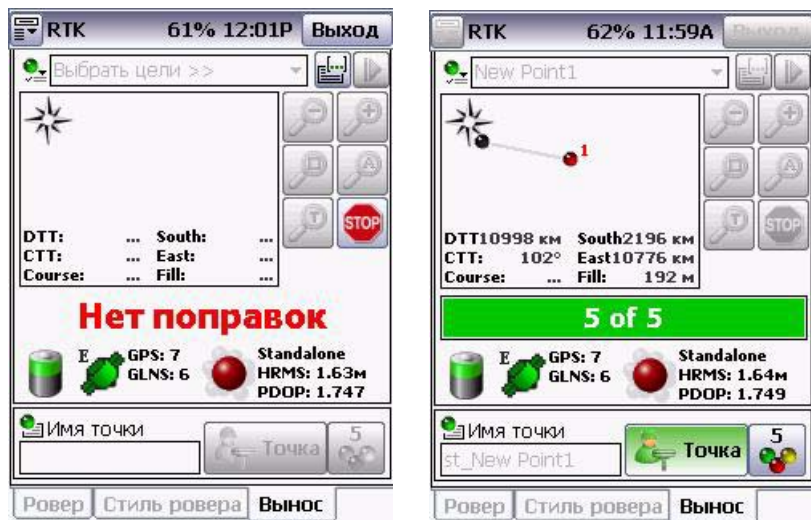 RTK 61% 12:01P Выход
Выбрать цели >>
DTT: ... South: ...
CTT: ... East: ...
Course: ... Fill: ...
STOP
Нет поправок
E GPS: 7 Standalone
GLNS: 6 HRMS: 1.63м
PDOP: 1.747
Имя точки
Точка 5
Ровер Стиль ровера Вынос
RTK 62% 11:59A Выход
New Point1
1
DTT10998 км South2196 км
CTT: 102° East10776 км
Course: ... Fill: 192 м
STOP
5 of 5
E GPS: 7 Standalone
GLNS: 6 HRMS: 1.64м
PDOP: 1.749
Имя точки
st_New Point1 Точка 5
Ровер Стиль ровера Вынос